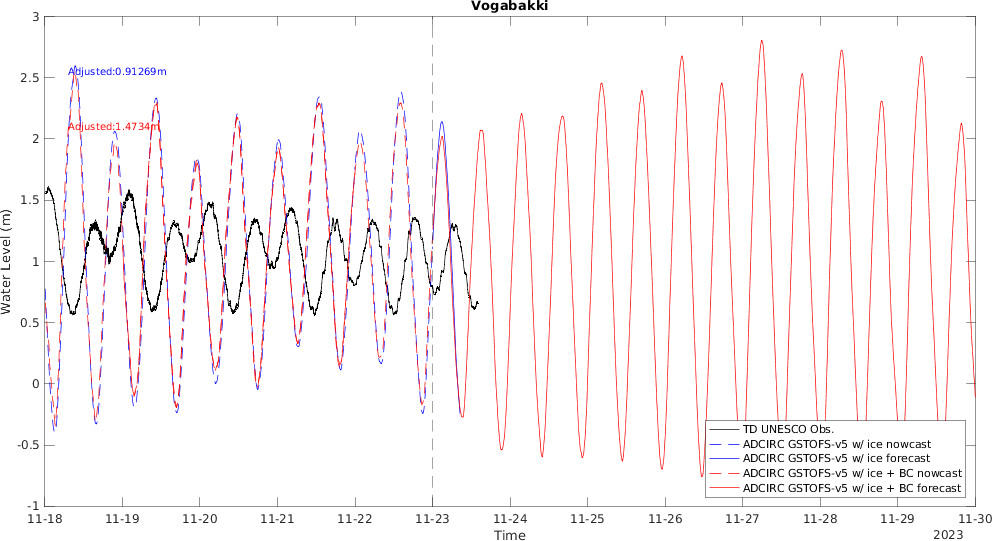 Vogabakki
3
2.5
2
1.5
1
0.5
0
-0.5
-1
Water Level (m)
Adjusted:0.91269m
Adjusted:1.4734m
TD UNESCO Obs.
ADCIRC GSTOFS-v5 w/ ice nowcast
ADCIRC GSTOFS-v5 w/ ice forecast
ADCIRC GSTOFS-v5 w/ ice + BC nowcast
ADCIRC GSTOFS-v5 w/ ice + BC forecast
11-18 11-19 11-20 11-21 11-22 11-23 11-24 11-25 11-26 11-27 11-28 11-29 11-30
Time
2023